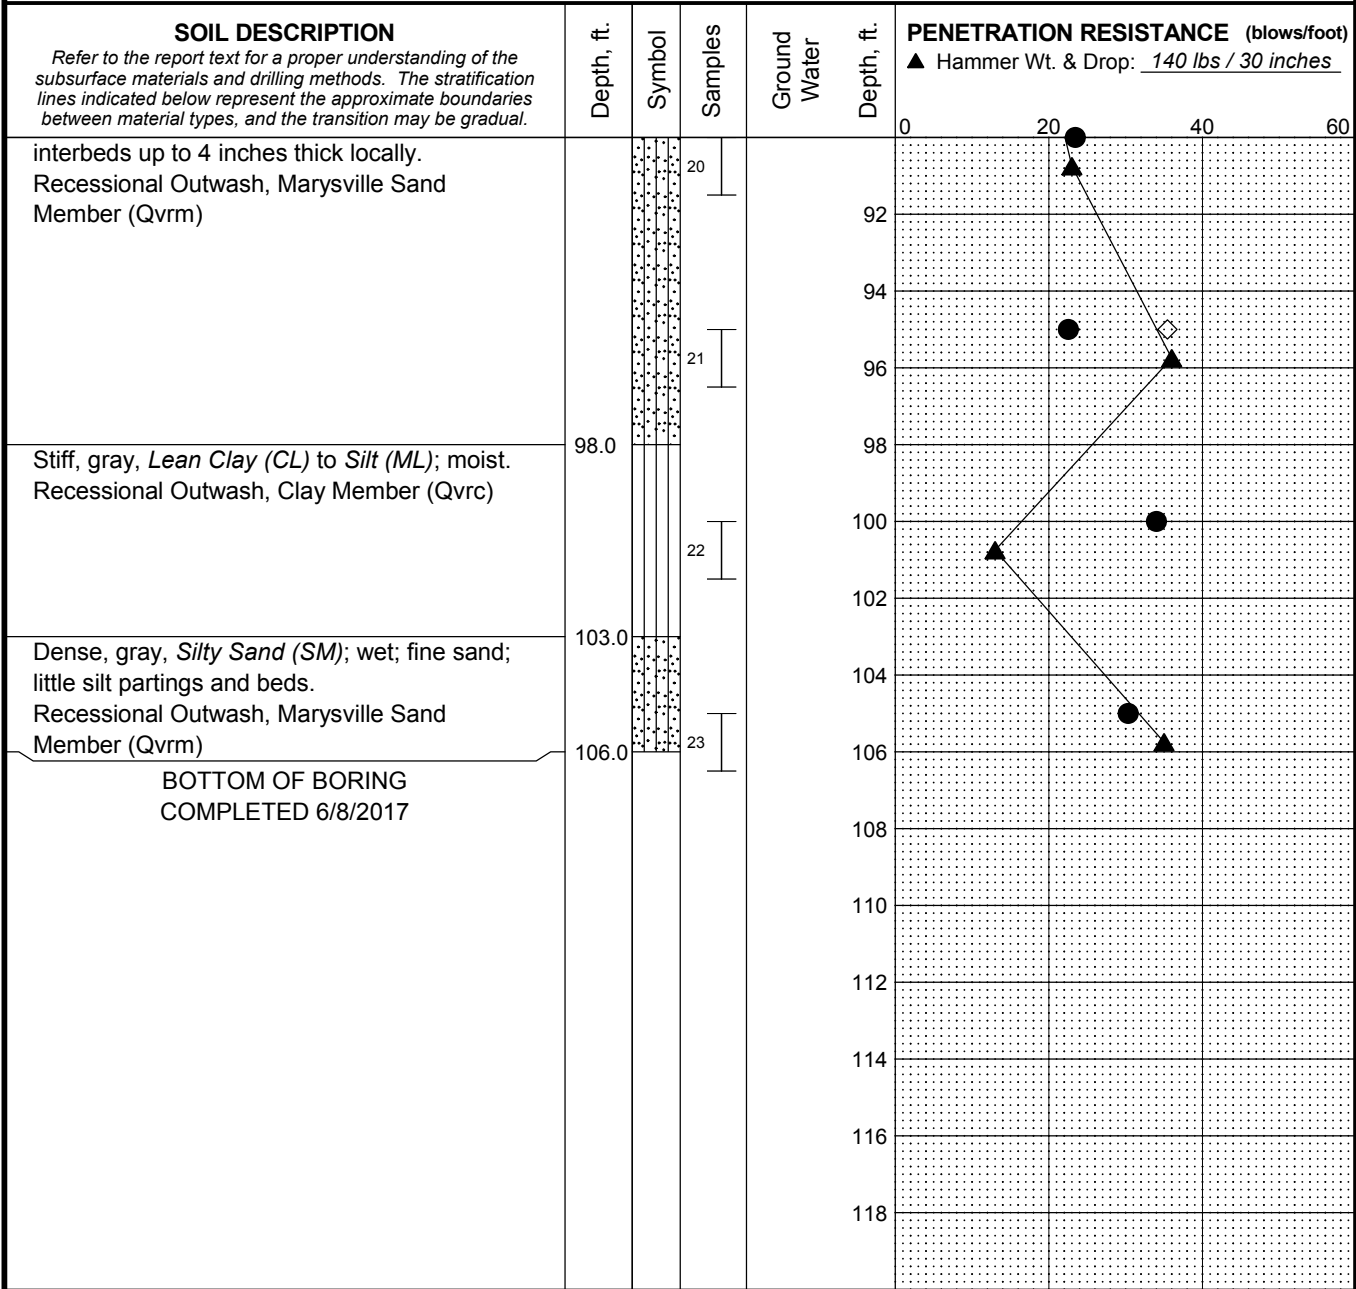 SOIL DESCRIPTION
Refer to the report text for a proper understanding of the
subsurface materials and drilling methods. The stratification
lines indicated below represent the approximate boundaries
between material types, and the transition may be gradual.
Depth, ft.
Symbol
Samples
Ground
Water
Depth, ft.
PENETRATION RESISTANCE (blows/foot)
▲ Hammer Wt. & Drop: 140 lbs / 30 inches
0 20 40 60
interbeds up to 4 inches thick locally.
Recessional Outwash, Marysville Sand
Member (Qvrm)
20
92
94
21
96
98.0
98
Stiff, gray, Lean Clay (CL) to Silt (ML); moist.
Recessional Outwash, Clay Member (Qvrc)
100
22
102
103.0
Dense, gray, Silty Sand (SM); wet; fine sand;
little silt partings and beds.
Recessional Outwash, Marysville Sand
Member (Qvrm)
104
23
106.0
106
BOTTOM OF BORING
COMPLETED 6/8/2017
108
110
112
114
116
118